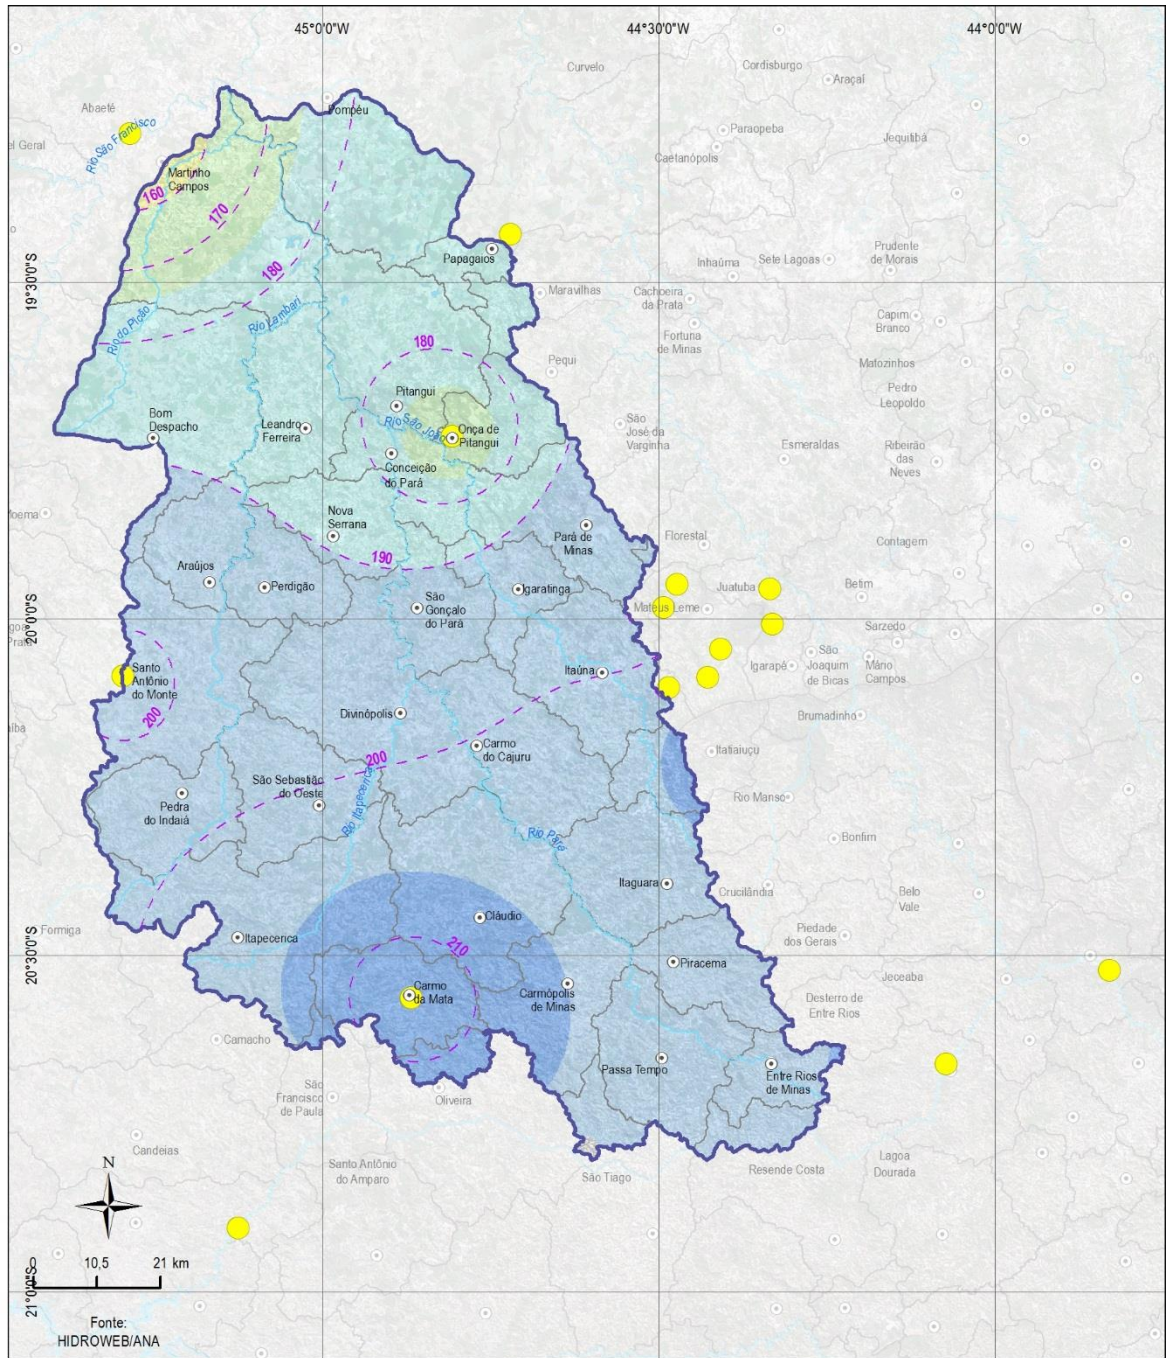 45°0'0"W
44°30'0"W
44°0'0"W
Curvelo
Cordisburgo
Araçaí
Abaeté
Pompéu
Rio São Francisco
Paraopeba
Jequitibá
el Geral
Caetanópolis
Martinho
Campos
160
170
180
Papagaios
Prudente
de Morais
Inhaúma
Sete Lagoas
19°30'0"S
Maravilhas
Cachoeira
da Prata
Rio do Picão
Rio Lambari
Capim
Branco
Fortuna
de Minas
180
Pequi
Matozinhos
Pitangui
Pedro
Leopoldo
Bom
Despacho
Leandro
Ferreira
Rio São João
Onça de
Pitangui
São
José da
Varginha
Esmeraldas
Ribeirão
das
Neves
Conceição
do Pará
Moema
Nova
Serrana
Pará de
Minas
Florestal
Contagem
190
Araújos
Perdigão
Igaratinga
Juatuba
Betim
São
Gonçalo
do Pará
Mateus Leme
20°0'0"S
Sarzedo
Santo
Antônio
do Monte
Itaúna
Igarapé
São
Joaquim
de Bicas
Mário
Campos
200
Divinópolis
Brumadinho
Carmo
do Cajuru
200
Itatiaiuçu
São Sebastião
do Oeste
Pedra
do Indaiá
Rio Itapecerica
Rio Manso
Rio Pará
Bonfim
Itaguara
Crucilândia
Belo
Vale
Cláudio
Formiga
Itapecerica
Piedade
dos Gerais
210
20°30'0"S
Piracema
Jeceaba
Carmo
da Mata
Carmópolis
de Minas
Desterro de
Entre Rios
Camacho
Passa Tempo
Entre Rios
de Minas
São
Francisco
de Paula
Oliveira
Candeias
Santo Antônio
do Amparo
São Tiago
Resende Costa
Lagoa
Dourada
N
0
10,5
21 km
21°0'0"S
Fonte:
HIDROWEB/ANA